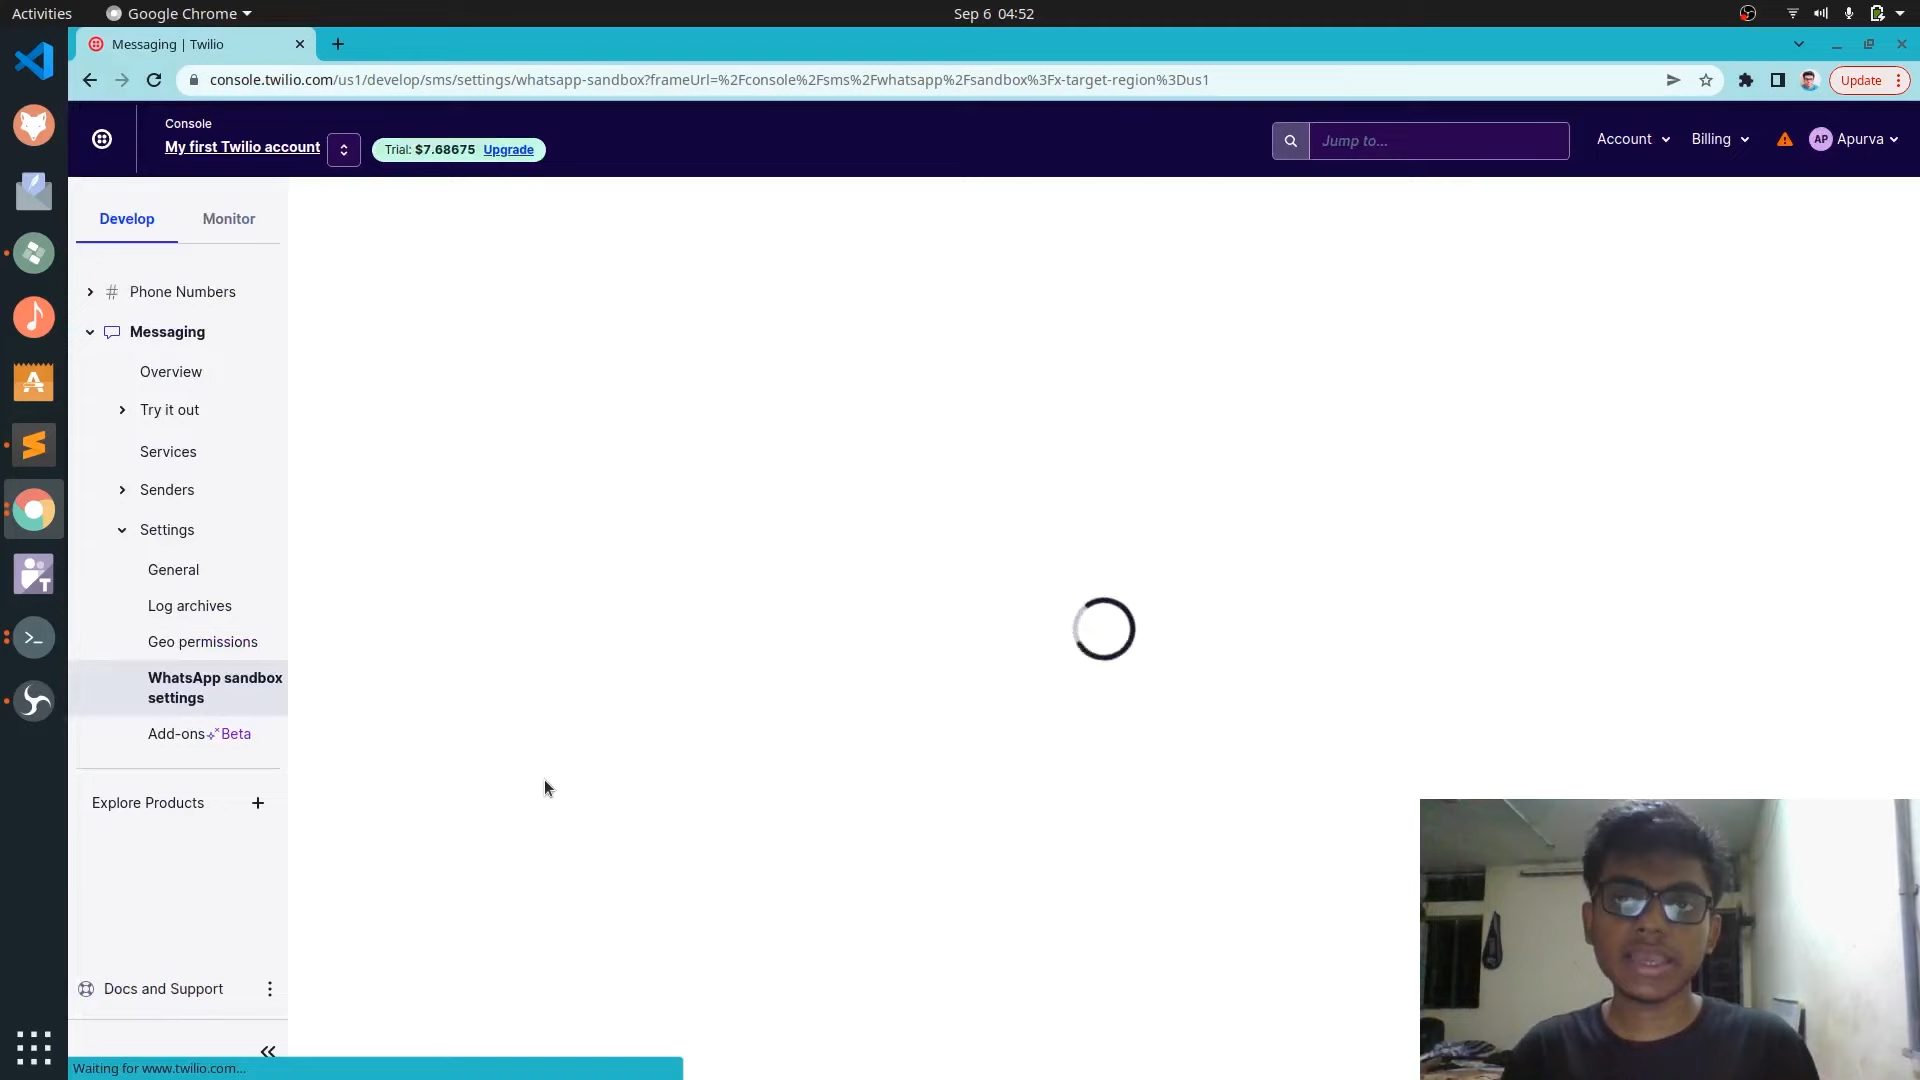 Activities
Google Chrome
Sep 6 04:52
Messaging | Twilio
console.twilio.com/us1/develop/sms/settings/whatsapp-sandbox?frameUrl=%2Fconsole%2Fsms%2Fwhatsapp%2Fsandbox%3Fx-target-region%3Dus1
Update
Console
My first Twilio account
Trial: $7.68675 Upgrade
Jump to...
Account
Billing
AP
Apurva
Develop
Monitor
# Phone Numbers
Messaging
Overview
Try it out
Services
Senders
Settings
General
Log archives
Geo permissions
WhatsApp sandbox
settings
Add-ons Beta
Explore Products +
Docs and Support
Waiting for www.twilio.com...